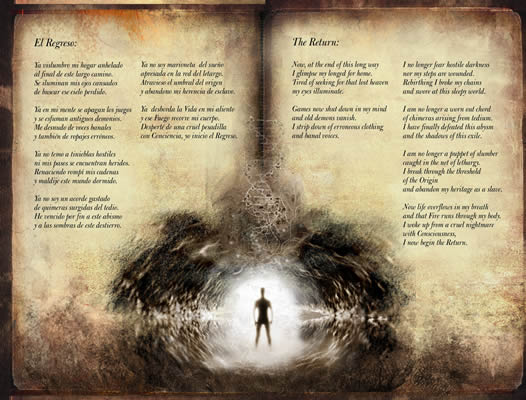 El Regreso:
Ya vislumbro mi hogar anhelado
al final de este largo camino.
Se iluminan mis ojos cansados
de buscar ese cielo perdido.
Ya en mi mente se apagan los juegos
y se esfuman antiguos demonios.
Me desnudo de voces banales
y también de ropajes erróneos.
Ya no temo a tinieblas hostiles
ni mis pasos se encuentran heridos.
Renaciendo rompí mis cadenas
y maldije este mundo dormido.
Ya no soy un acorde gastado
de quimeras surgidas del tedio.
He vencido por fin a este abismo
y a las sombras de este destierro.
Ya no soy marioneta del sueño
apresada en la red del letargo.
Atravieso el umbral del origen
y abandono mi herencia de esclavo.
Ya desborda la Vida en mi aliento
y ese Fuego recorre mi cuerpo.
Desperté de una cruel pesadilla
con Conciencia, yo inicio el Regreso.
The Return:
Now, at the end of this long way
I glimpse my longed for home.
Tired of seeking for that lost heaven
my eyes illuminate.
Games now shut down in my mind
and old demons vanish.
I strip down of erroneous clothing
and banal voices.
I no longer fear hostile darkness
nor my steps are wounded.
Rebirthing I broke my chains
and swore at this sleepy world.
I am no longer a worn out chord
of chimeras arising from tedium.
I have finally defeated this abysm
and the shadows of this exile.
I am no longer a puppet of slumber
caught in the net of lethargy.
I break through the threshold
of the Origin
and abandon my heritage as a slave.
Now life overflows in my breath
and that Fire runs through my body.
I woke up from a cruel nightmare
with Consciousness,
I now begin the Return.